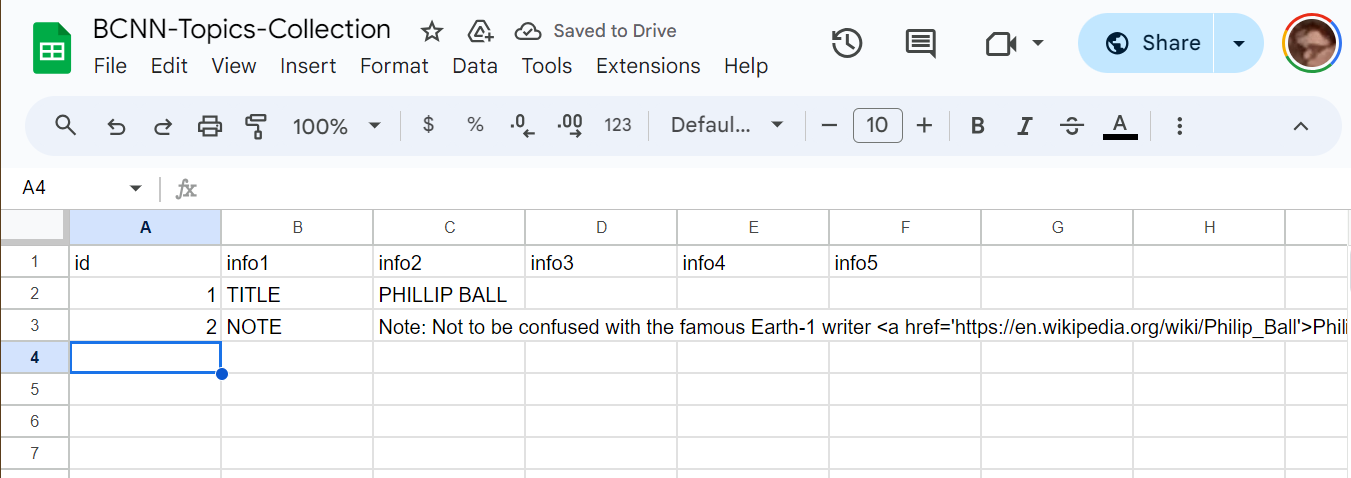 BCNN-Topics-Collection Saved to Drive
File Edit View Insert Format Data Tools Extensions Help
Share
100% $ % .0 .00 123 Defaul... 10 B I S A
A4 fx
A B C D E F G H
1 id info1 info2 info3 info4 info5
2 1 TITLE PHILLIP BALL
3 2 NOTE Note: Not to be confused with the famous Earth-1 writer <a href='https://en.wikipedia.org/wiki/Philip_Ball'>Phili
4
5
6
7